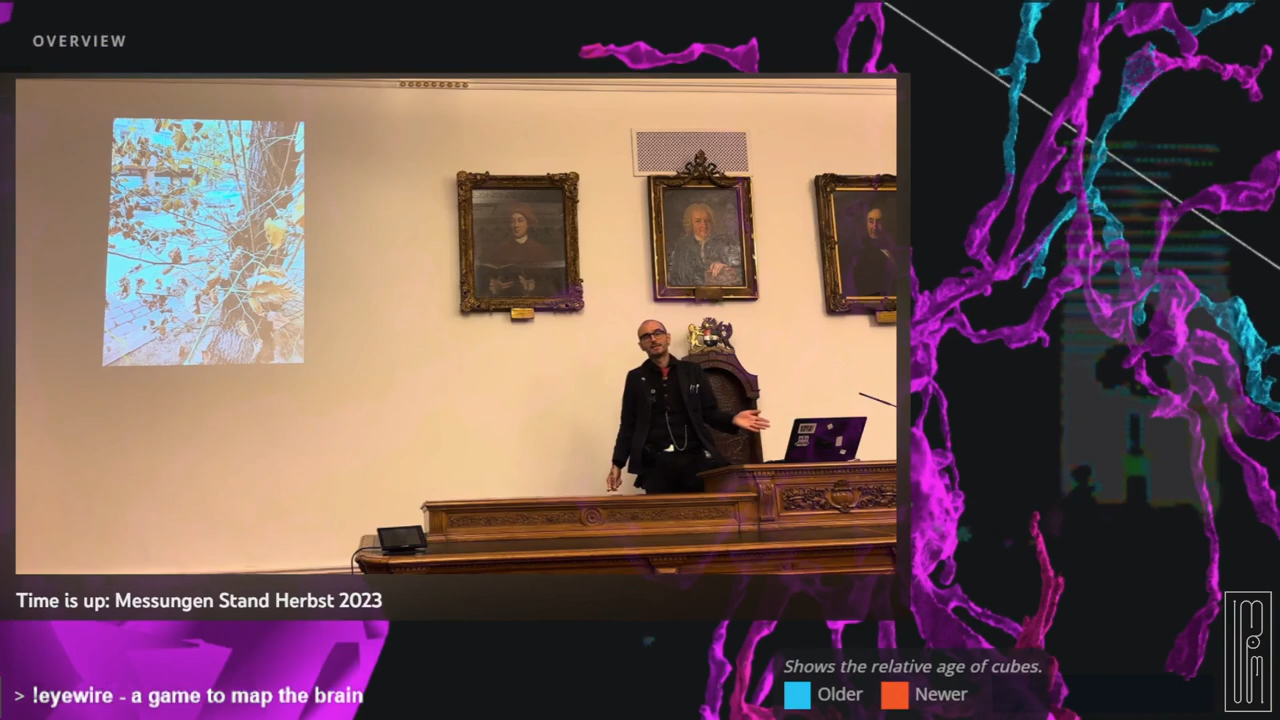 OVERVIEW
Time is up: Messungen Stand Herbst 2023
> !eyewire - a game to map the brain
Shows the relative age of cubes.
Older Newer